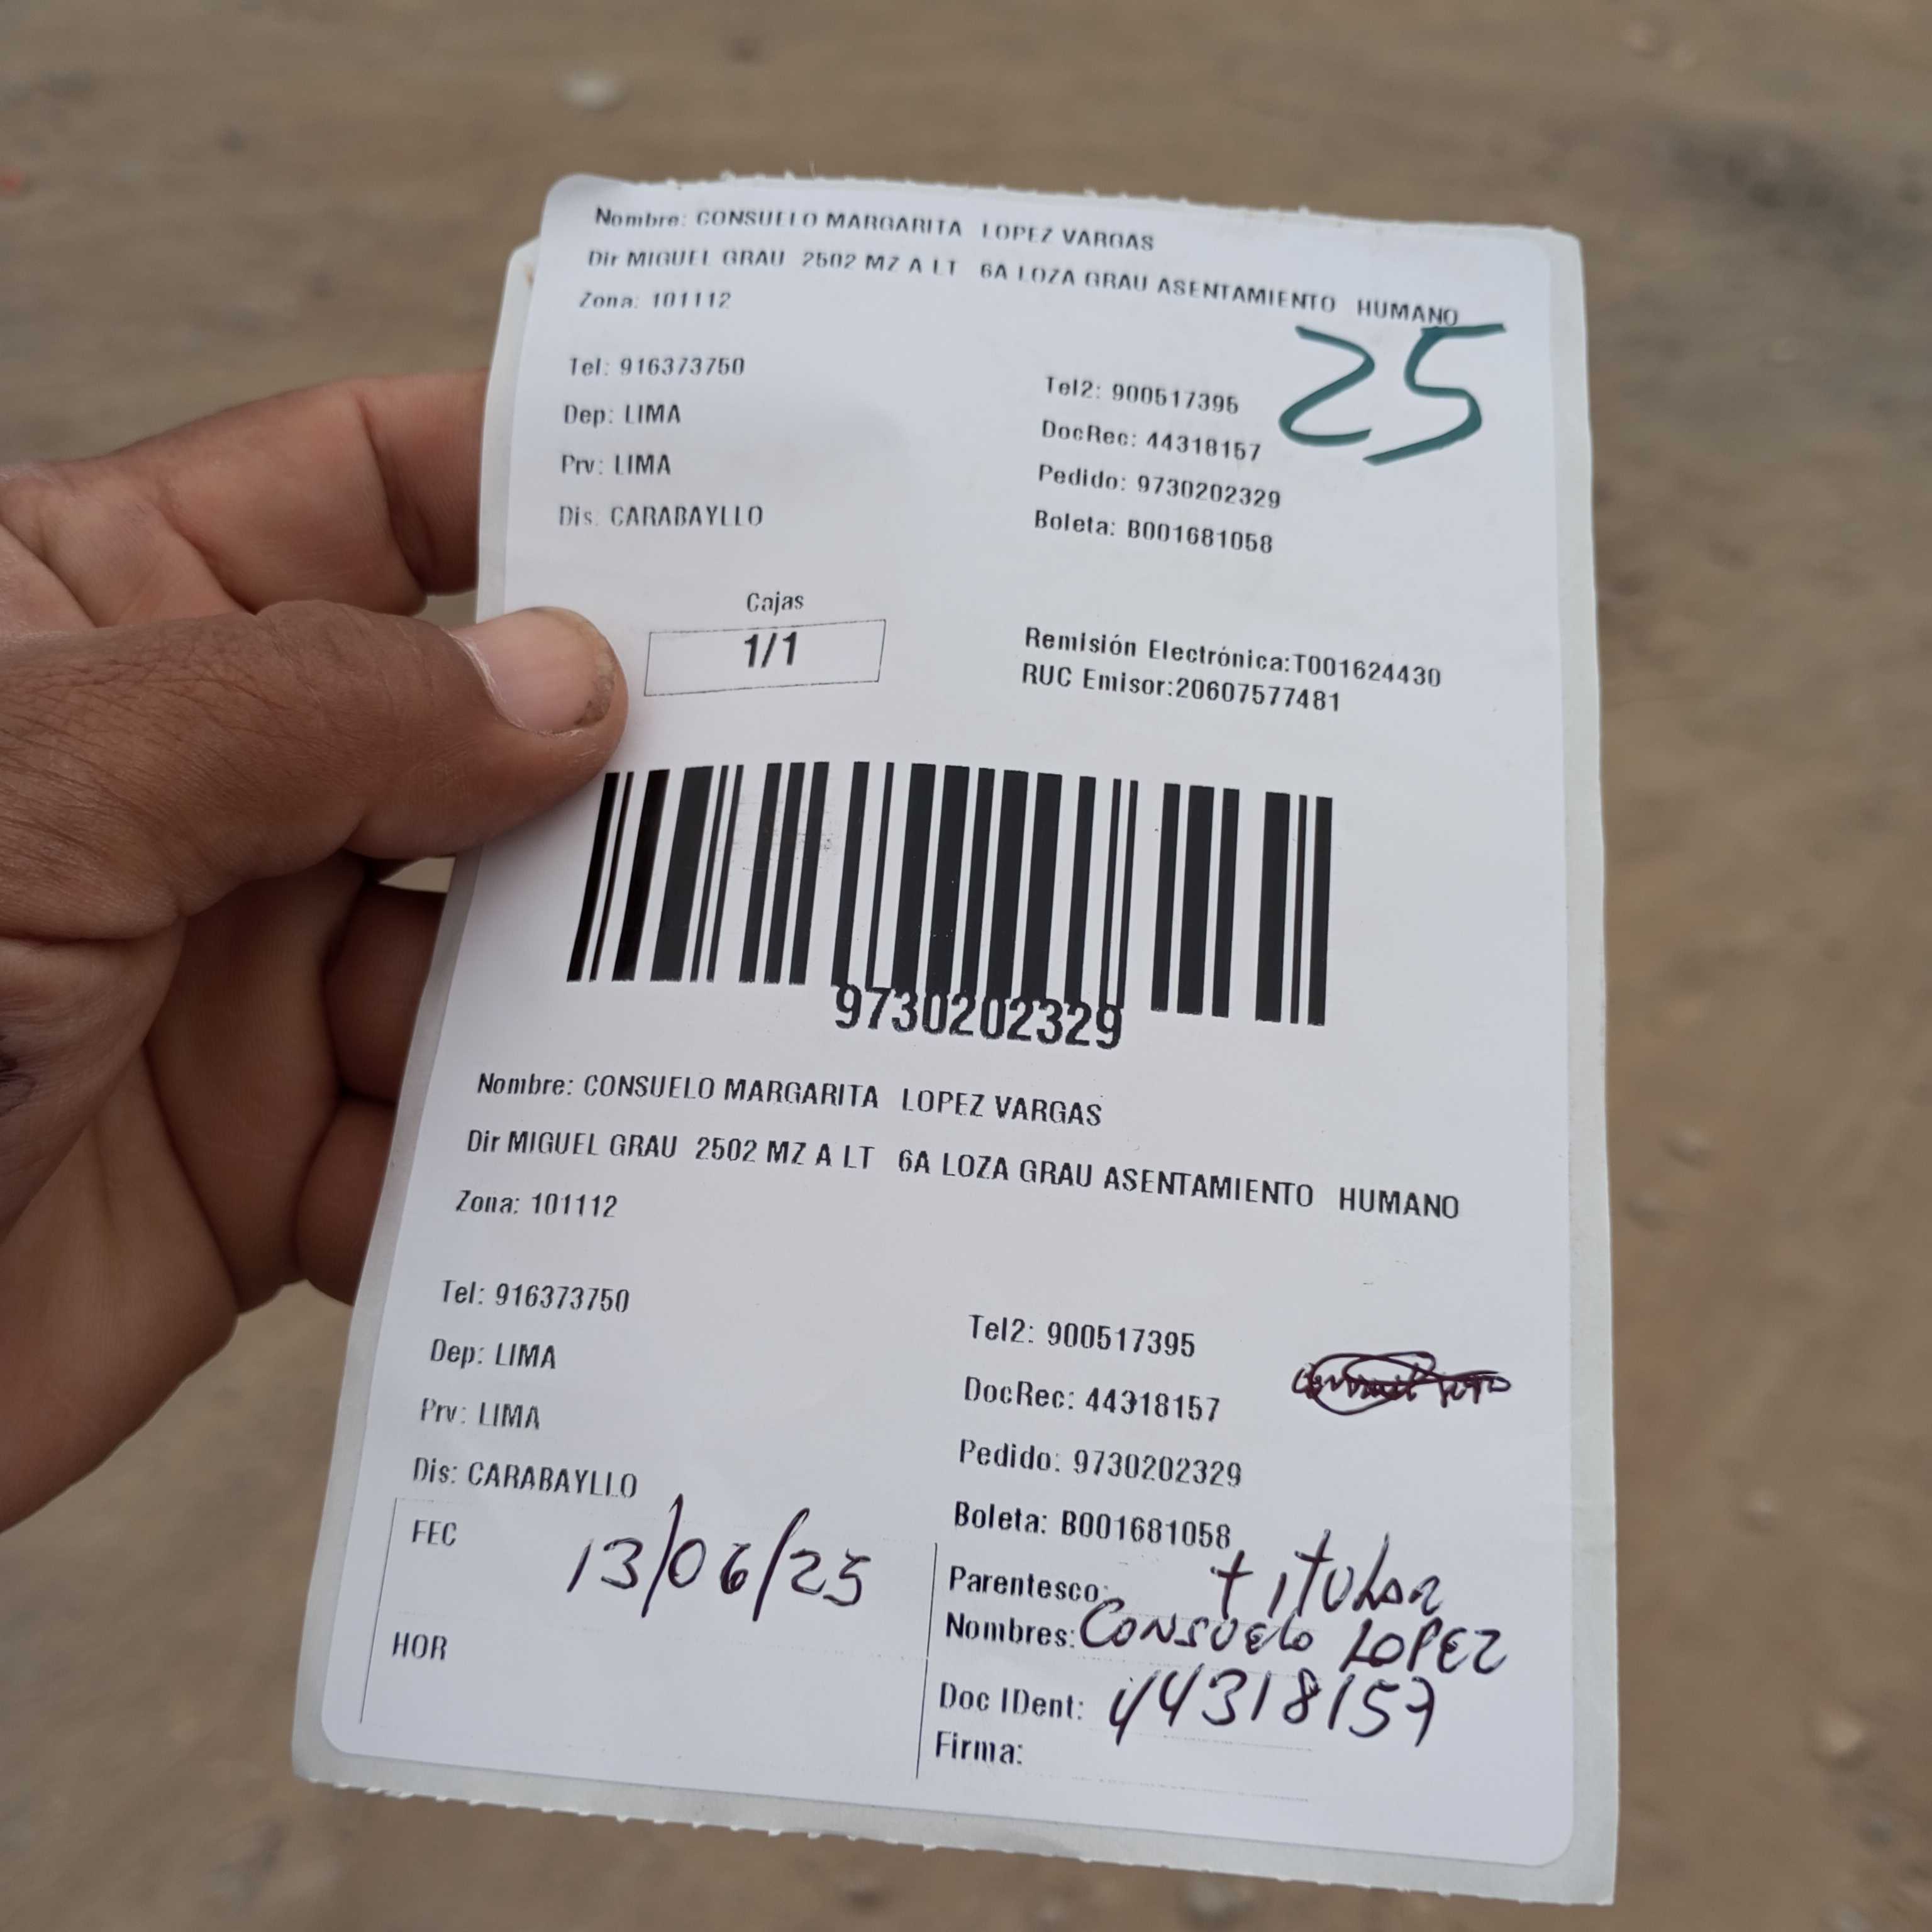 Nombre: CONSUELO MARGARITA LOPEZ VARGAS
Dir MIGUEL GRAU 2502 MZ A LT 6A LOZA GRAU ASENTAMIENTO HUMANO
Zona: 101112
25
Tel: 916373750
Tel2: 900517395
Dep: LIMA
DocRec: 44318157
Prv: LIMA
Pedido: 9730202329
Dis: CARABAYLLO
Boleta: B001681058
Cajas
1/1
Remisión Electrónica:T001624430
RUC Emisor:20607577481
9730202329
Nombre: CONSUELO MARGARITA LOPEZ VARGAS
Dir MIGUEL GRAU 2502 MZ A LT 6A LOZA GRAU ASENTAMIENTO HUMANO
Zona: 101112
Tel: 916373750
Tel2: 900517395
Dep: LIMA
DocRec: 44318157
Prv: LIMA
Pedido: 9730202329
Dis: CARABAYLLO
Boleta: B001681058
FEC 13/06/25
HOR
Parentesco: titular
Nombres: Consuelo LOPEZ
Doc IDent: 44318157
Firma: